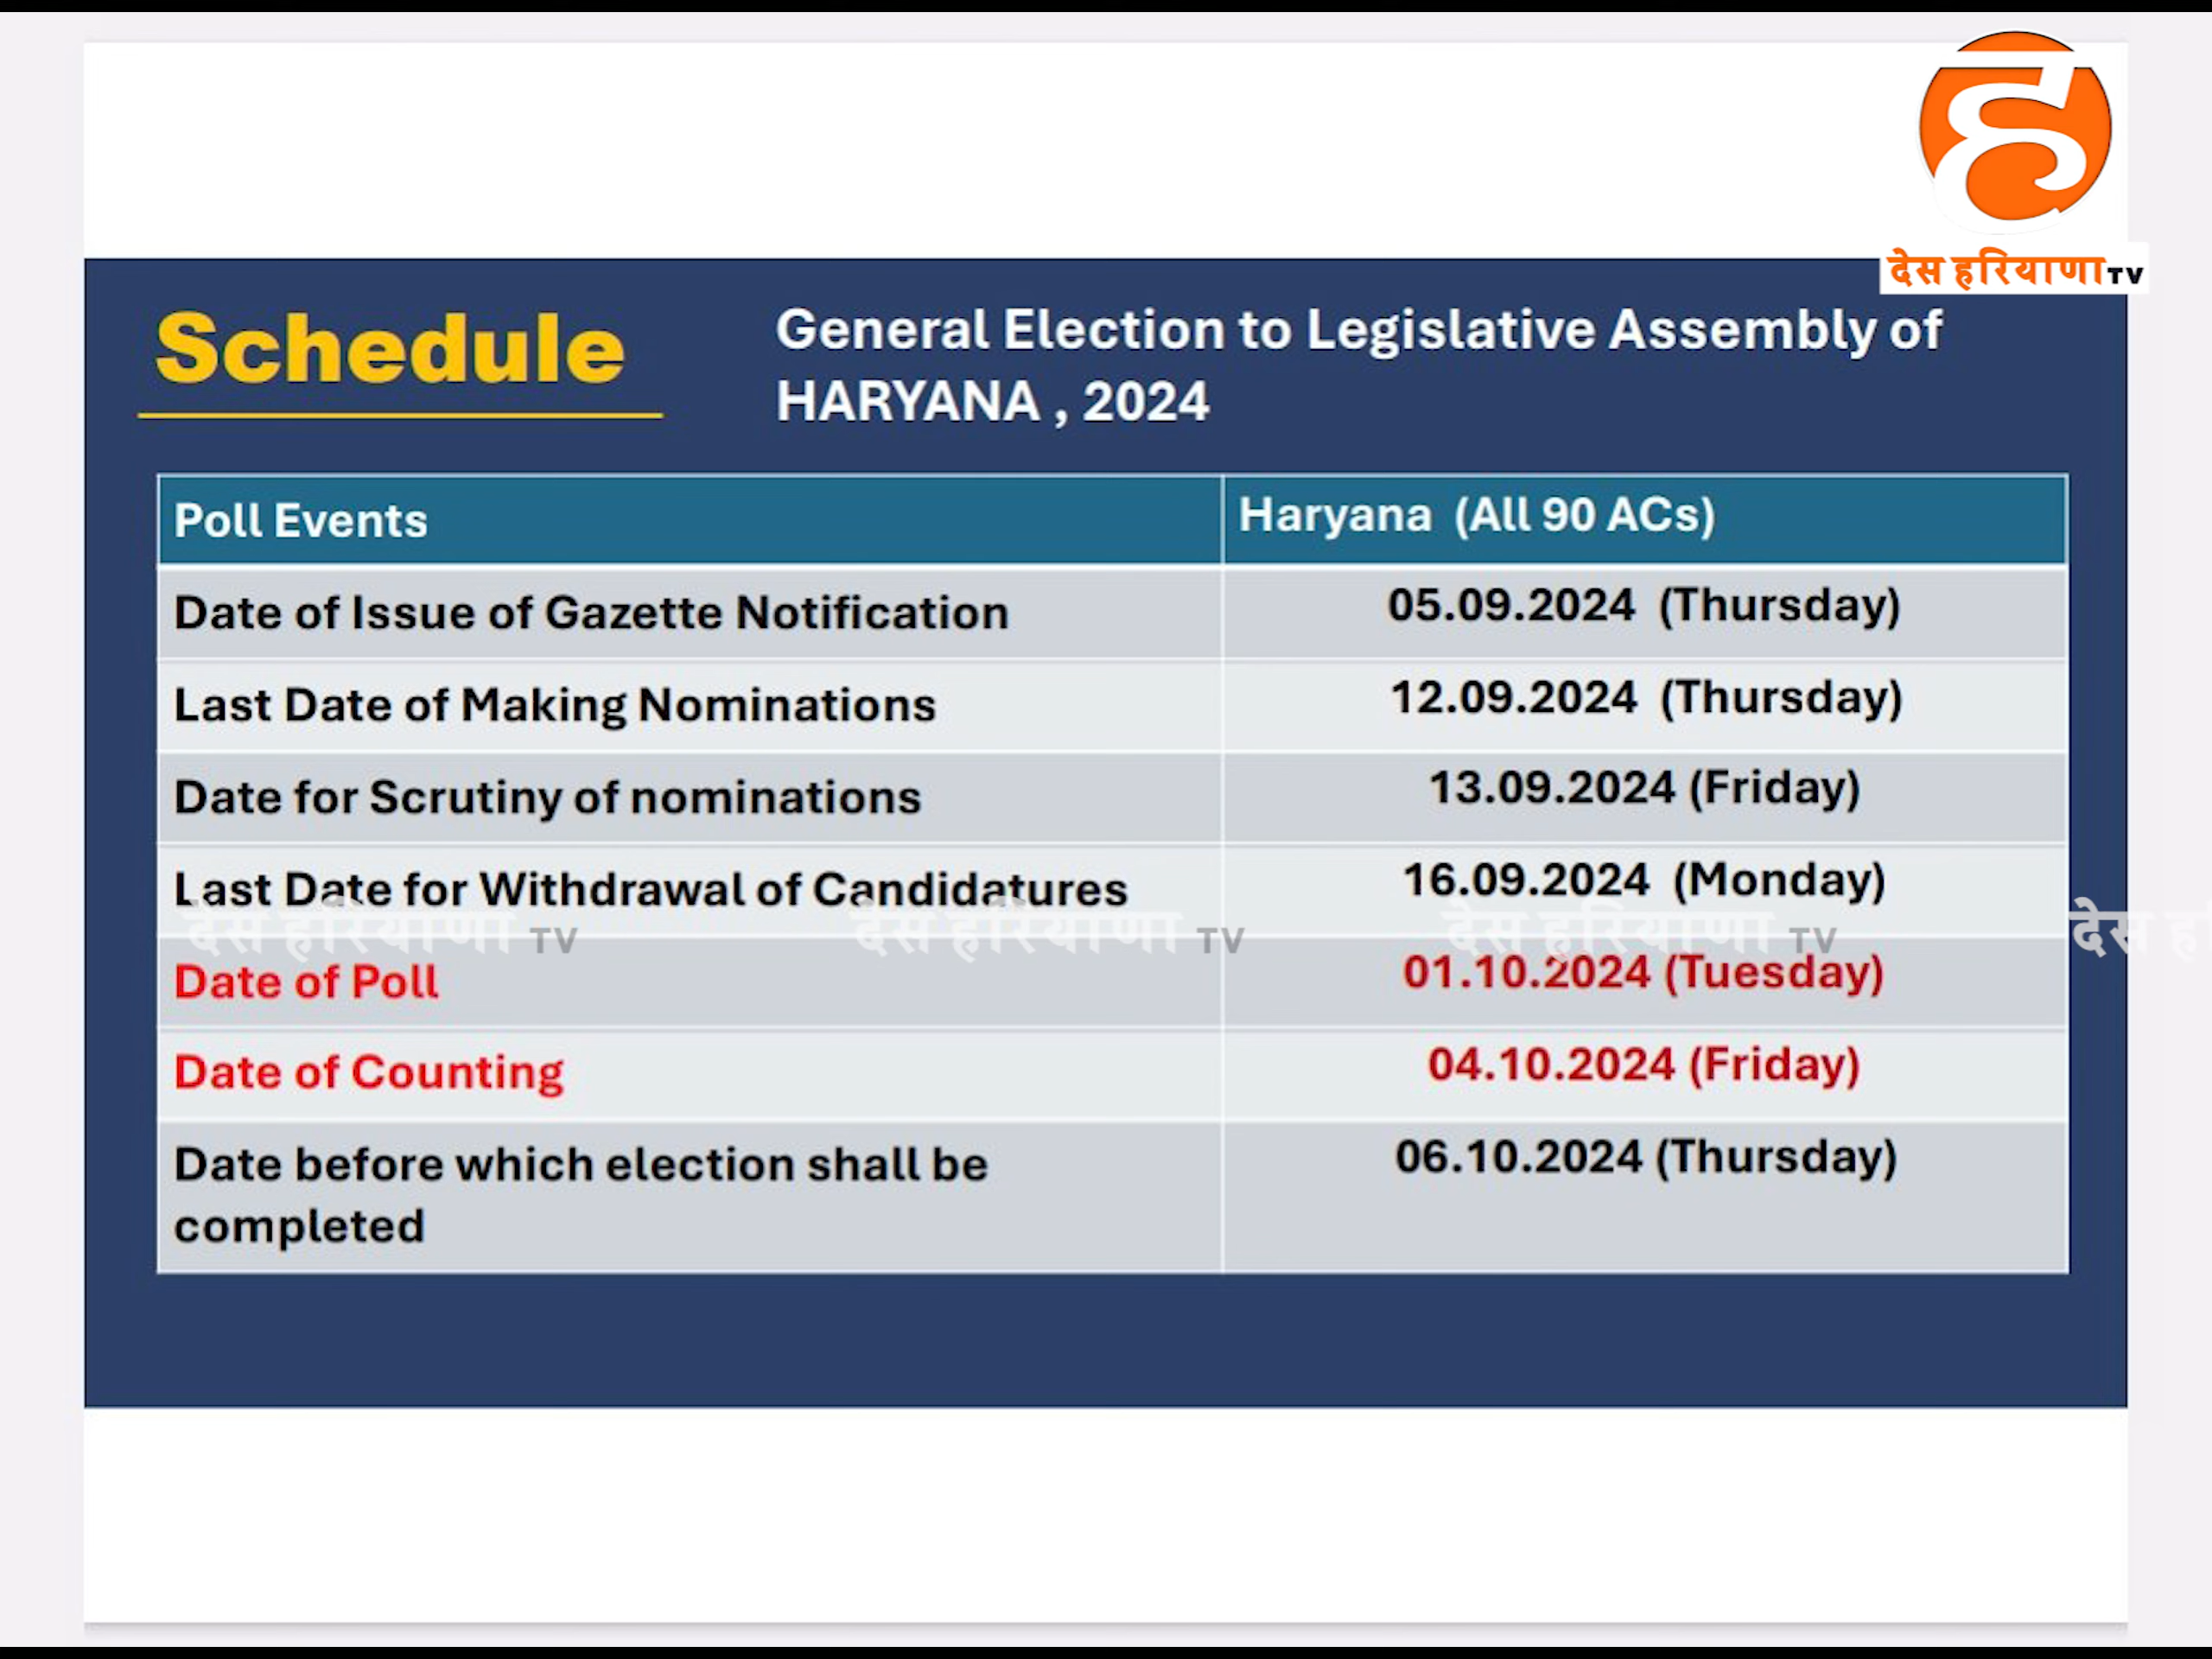 देस हरियाणा TV
Schedule
General Election to Legislative Assembly of
HARYANA , 2024
Poll Events
Haryana (All 90 ACs)
Date of Issue of Gazette Notification
05.09.2024 (Thursday)
Last Date of Making Nominations
12.09.2024 (Thursday)
Date for Scrutiny of nominations
13.09.2024 (Friday)
Last Date for Withdrawal of Candidatures
16.09.2024 (Monday)
देस हरियाणा TV देस हरियाणा TV देस हरियाणा TV देस
Date of Poll
01.10.2024 (Tuesday)
Date of Counting
04.10.2024 (Friday)
Date before which election shall be
completed
06.10.2024 (Thursday)